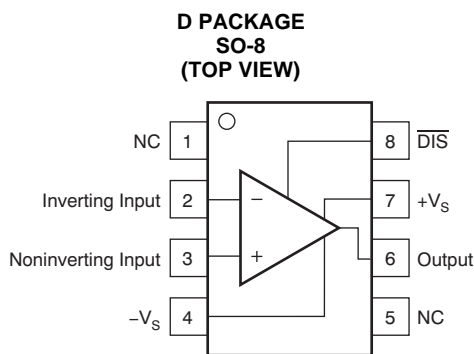 D PACKAGE
SO-8
(TOP VIEW)
NC 1
8 D̅I̅S̅
Inverting Input 2 −
7 +VS
Noninverting Input 3 +
6 Output
−VS 4
5 NC